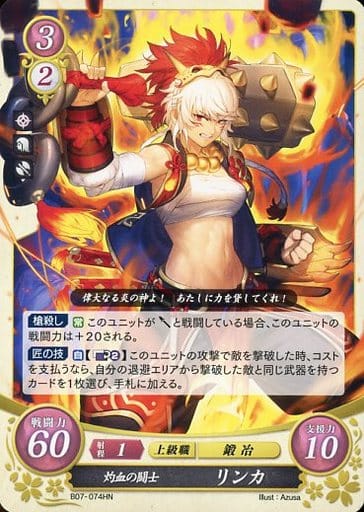 3
2
偉大なる炎の神よ! あたしに力を貸してくれ!
槍殺し 常 このユニットが と戦闘している場合、このユニットの
戦闘力は+20される。
匠の技 自 【 P2】このユニットの攻撃で敵を撃破した時、コスト
を支払うなら、自分の退避エリアから撃破した敵と同じ武器を持つ
カードを1枚選び、手札に加える。
戦闘力
60
射程
1
上級職
鍛冶
支援力
10
灼血の闘士
リンカ
B07-074HN
Illust : Azusa